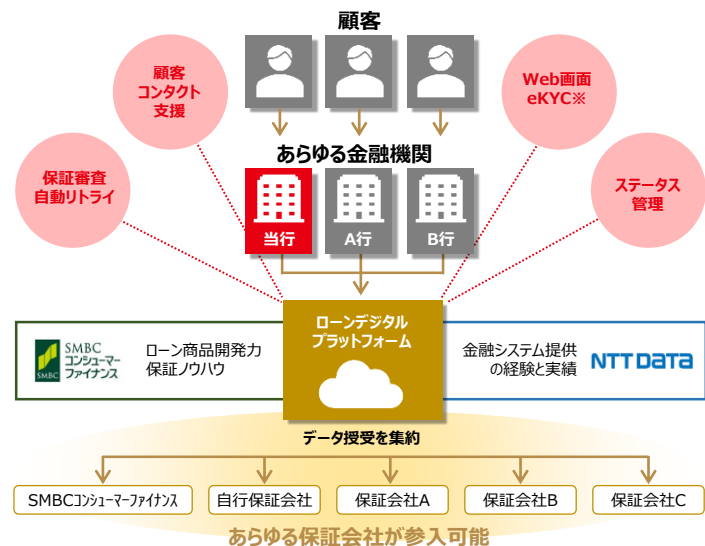 顧客
顧客
コンタクト
支援
Web画面
eKYC※
あらゆる金融機関
保証審査
自動リトライ
ステータス
管理
当行
A行
B行
ローンデジタル
プラットフォーム
SMBC
コンシューマー
ファイナンス
SMBC
ローン商品開発力
保証ノウハウ
金融システム提供
の経験と実績
NTT DATA
データ授受を集約
SMBCコンシューマーファイナンス
自行保証会社
保証会社A
保証会社B
保証会社C
あらゆる保証会社が参入可能